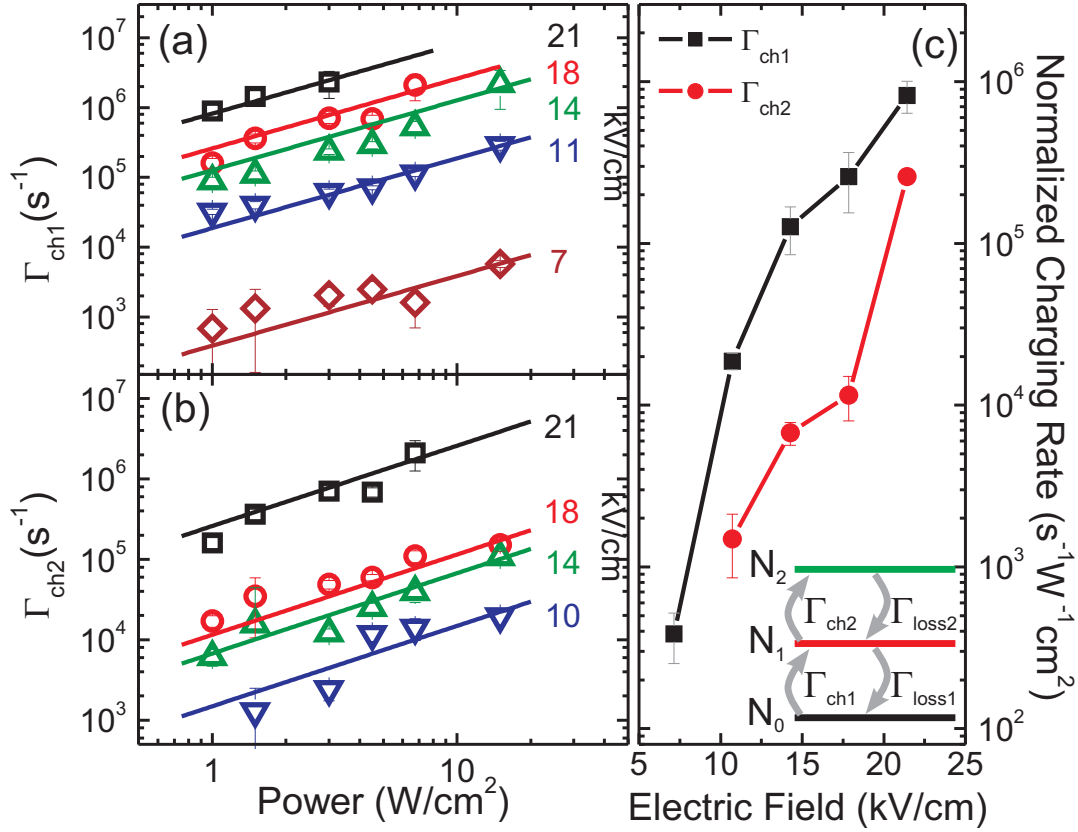 (a)
10⁷
10⁶
10⁵
10⁴
10³
Γch1(s⁻¹)
21
18
14
11
7
kV/cm
(b)
10⁷
10⁶
10⁵
10⁴
10³
Γch2(s⁻¹)
21
18
14
10
kV/cm
1
10
Power (W/cm²)
(c)
Γch1
Γch2
10⁶
10⁵
10⁴
10³
10²
Normalized Charging Rate (s⁻¹W⁻¹cm²)
N₂
Γch2
Γloss2
N₁
Γch1
Γloss1
N₀
5
10
15
20
25
Electric Field (kV/cm)